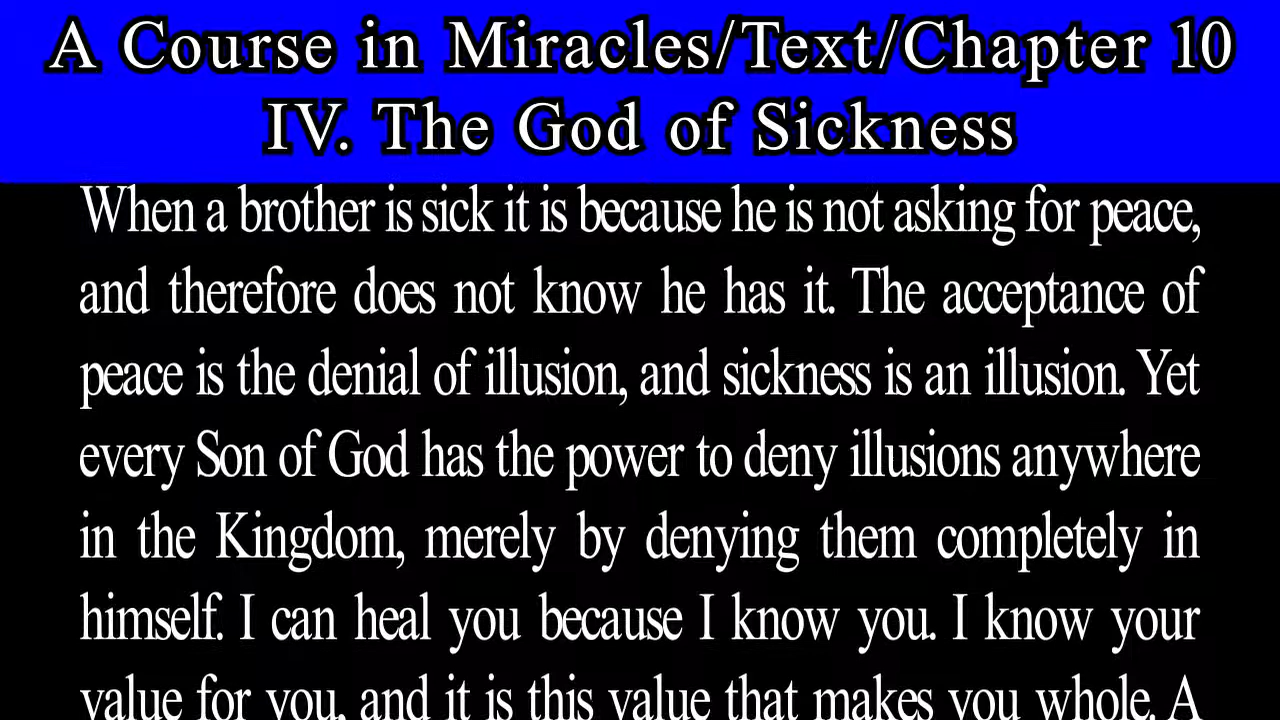 A Course in Miracles/Text/Chapter 10
IV. The God of Sickness
When a brother is sick it is because he is not asking for peace,
and therefore does not know he has it. The acceptance of
peace is the denial of illusion, and sickness is an illusion. Yet
every Son of God has the power to deny illusions anywhere
in the Kingdom, merely by denying them completely in
himself. I can heal you because I know you. I know your
value for you, and it is this value that makes you whole. A